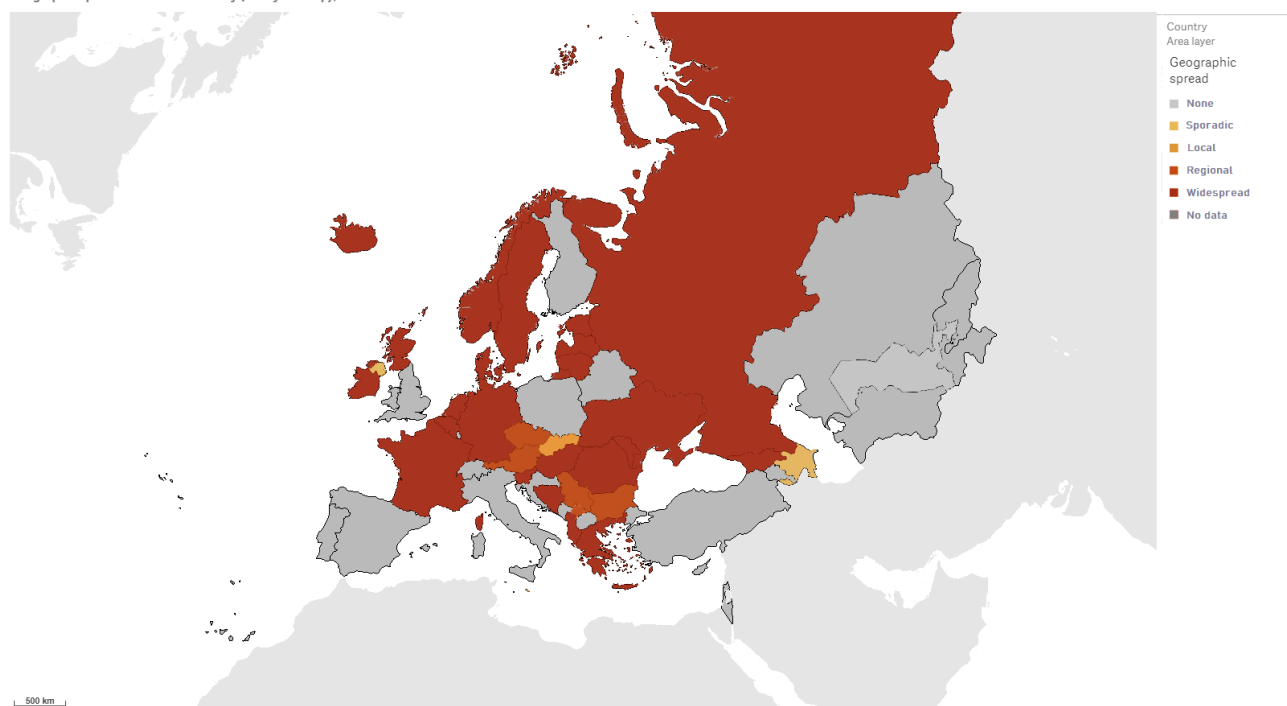 Country
Area layer
Geographic
spread
None
Sporadic
Local
Regional
Widespread
No data
500 km